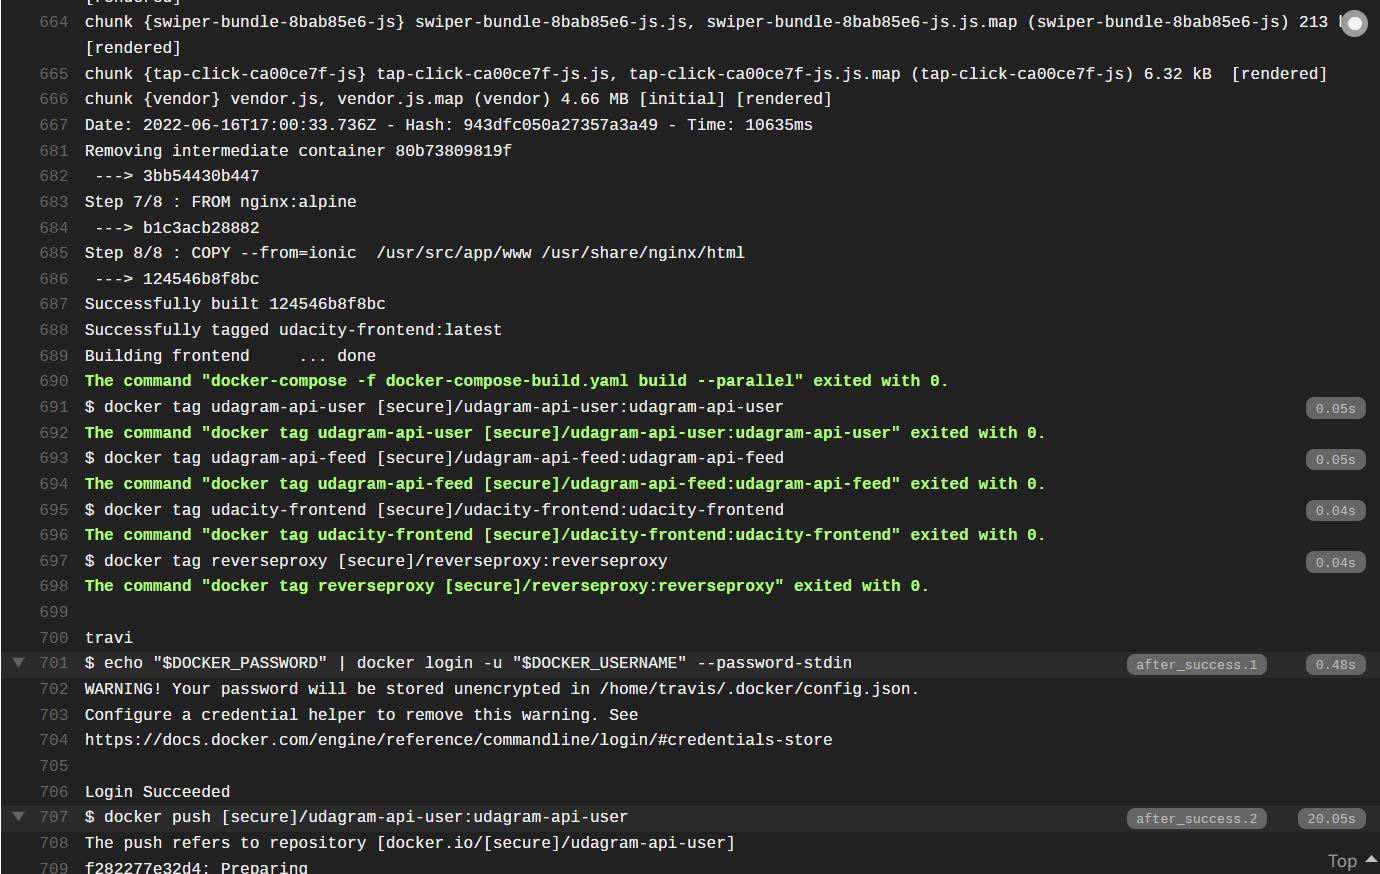 [rendered]
664 chunk {swiper-bundle-8bab85e6-js} swiper-bundle-8bab85e6-js.js, swiper-bundle-8bab85e6-js.js.map (swiper-bundle-8bab85e6-js) 213
[rendered]
665 chunk {tap-click-ca00ce7f-js} tap-click-ca00ce7f-js.js, tap-click-ca00ce7f-js.js.map (tap-click-ca00ce7f-js) 6.32 kB  [rendered]
666 chunk {vendor} vendor.js, vendor.js.map (vendor) 4.66 MB [initial] [rendered]
667 Date: 2022-06-16T17:00:33.736Z - Hash: 943dfc050a27357a3a49 - Time: 10635ms
681 Removing intermediate container 80b73809819f
682  ---> 3bb54430b447
683 Step 7/8 : FROM nginx:alpine
684  ---> b1c3acb28882
685 Step 8/8 : COPY --from=ionic  /usr/src/app/www /usr/share/nginx/html
686  ---> 124546b8f8bc
687 Successfully built 124546b8f8bc
688 Successfully tagged udacity-frontend:latest
689 Building frontend     ... done
690 The command "docker-compose -f docker-compose-build.yaml build --parallel" exited with 0.
691 $ docker tag udagram-api-user [secure]/udagram-api-user:udagram-api-user 0.05s
692 The command "docker tag udagram-api-user [secure]/udagram-api-user:udagram-api-user" exited with 0.
693 $ docker tag udagram-api-feed [secure]/udagram-api-feed:udagram-api-feed 0.05s
694 The command "docker tag udagram-api-feed [secure]/udagram-api-feed:udagram-api-feed" exited with 0.
695 $ docker tag udacity-frontend [secure]/udacity-frontend:udacity-frontend 0.04s
696 The command "docker tag udacity-frontend [secure]/udacity-frontend:udacity-frontend" exited with 0.
697 $ docker tag reverseproxy [secure]/reverseproxy:reverseproxy 0.04s
698 The command "docker tag reverseproxy [secure]/reverseproxy:reverseproxy" exited with 0.
699
700 travi
701 $ echo "$DOCKER_PASSWORD" | docker login -u "$DOCKER_USERNAME" --password-stdin after_success.1 0.48s
702 WARNING! Your password will be stored unencrypted in /home/travis/.docker/config.json.
703 Configure a credential helper to remove this warning. See
704 https://docs.docker.com/engine/reference/commandline/login/#credentials-store
705
706 Login Succeeded
707 $ docker push [secure]/udagram-api-user:udagram-api-user after_success.2 20.05s
708 The push refers to repository [docker.io/[secure]/udagram-api-user]
709 f282277e32d4: Preparing
Top